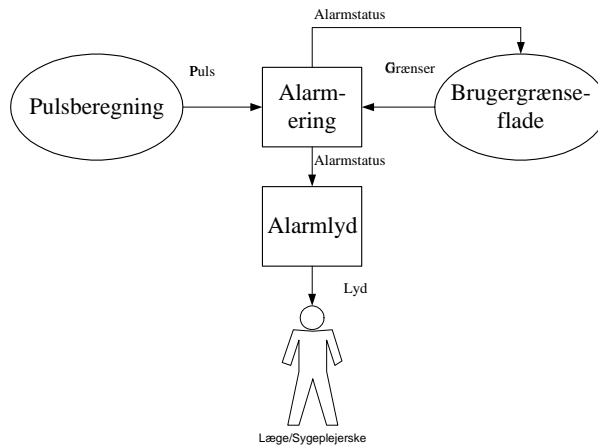 Alarmstatus
Puls
Grænser
Pulsberegning
Alarm-
ering
Brugergrænse-
flade
Alarmstatus
Alarmlyd
Lyd
Læge/Sygeplejerske